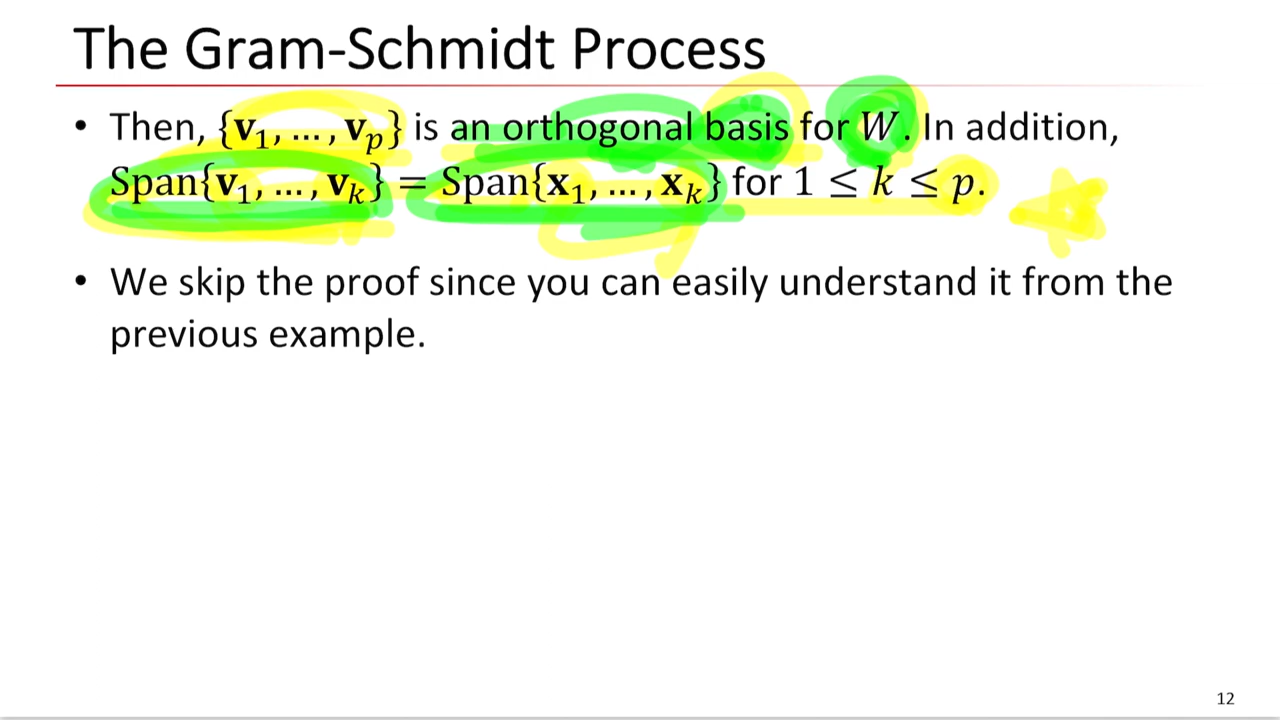 The Gram-Schmidt Process
• Then, {𝐯₁, … , 𝐯ₚ} is an orthogonal basis for 𝑊. In addition,
Span{𝐯₁, … , 𝐯ₖ} = Span{𝐱₁, … , 𝐱ₖ} for 1 ≤ 𝑘 ≤ 𝑝.
• We skip the proof since you can easily understand it from the
previous example.
12